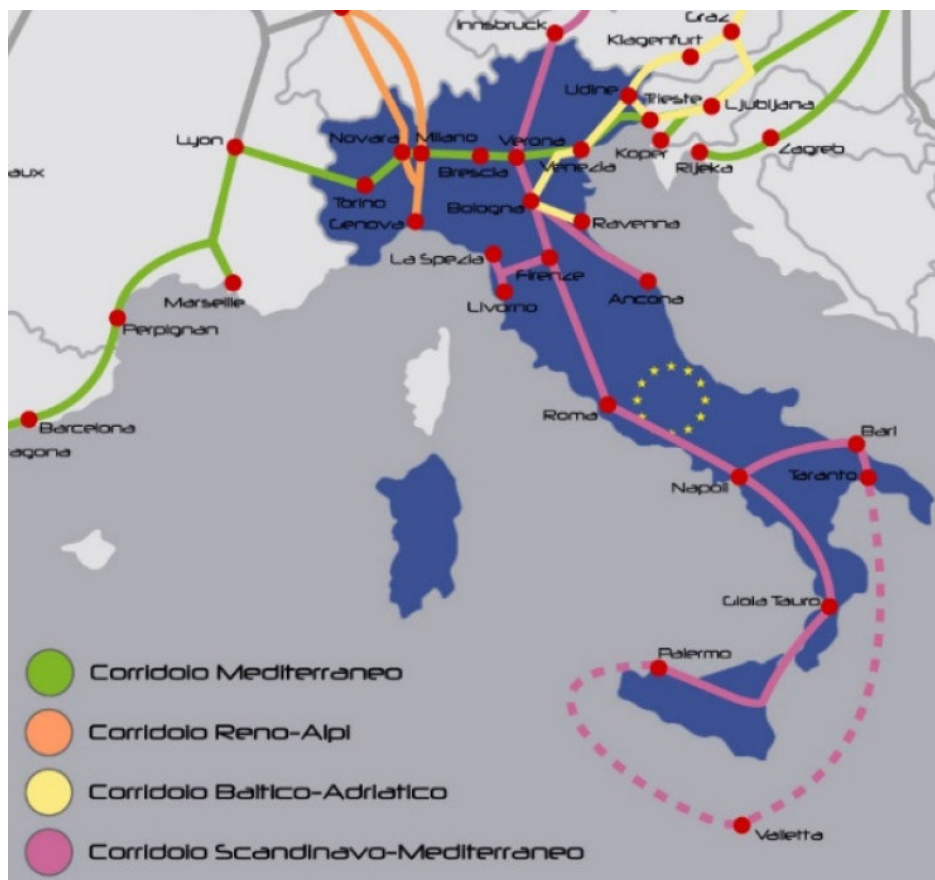 Innsbruck
Graz
Klagenfurt
Udine
Trieste
Ljubljana
Lyon
Novara
Milano
Verona
Venezia
Koper
Rijeka
Zagreb
aux
Brescia
Torino
Bologna
Genova
Ravenna
La Spezia
Firenze
Marseille
Livorno
Ancona
Perpignan
Roma
Barcelona
Bari
agona
Napoli
Taranto
Gioia Tauro
Palermo
Corridoio Mediterraneo
Corridoio Reno-Alpi
Corridoio Baltico-Adriatico
Valletta
Corridoio Scandinavo-Mediterraneo